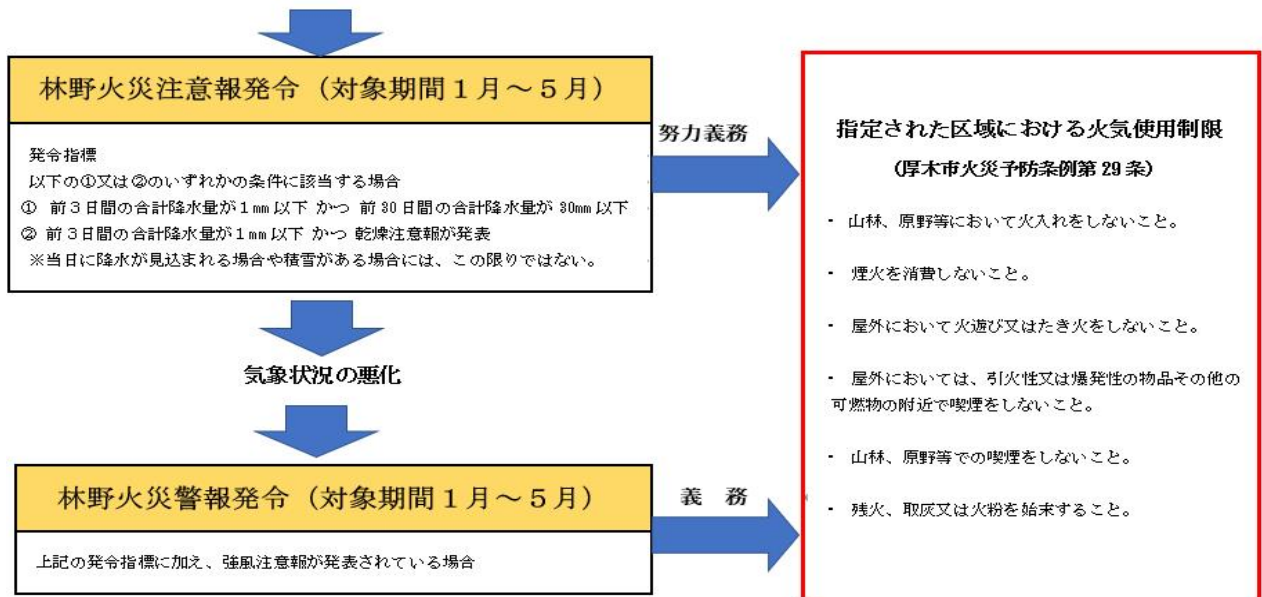 林野火災注意報発令（対象期間１月～５月）
発令指標
以下の①又は②のいずれかの条件に該当する場合
① 前３日間の合計降水量が１mm以下 かつ 前30日間の合計降水量が30mm以下
② 前３日間の合計降水量が１mm以下 かつ 乾燥注意報が発表
※当日に降水が見込まれる場合や積雪がある場合には、この限りではない。
気象状況の悪化
林野火災警報発令（対象期間１月～５月）
上記の発令指標に加え、強風注意報が発表されている場合
努力義務
義　務
指定された区域における火気使用制限
（厚木市火災予防条例第29条）
・ 山林、原野等において火入れをしないこと。
・ 煙火を消費しないこと。
・ 屋外において火遊び又はたき火をしないこと。
・ 屋外においては、引火性又は爆発性の物品その他の
可燃物の附近で喫煙をしないこと。
・ 山林、原野等での喫煙をしないこと。
・ 残火、取灰又は火粉を始末すること。